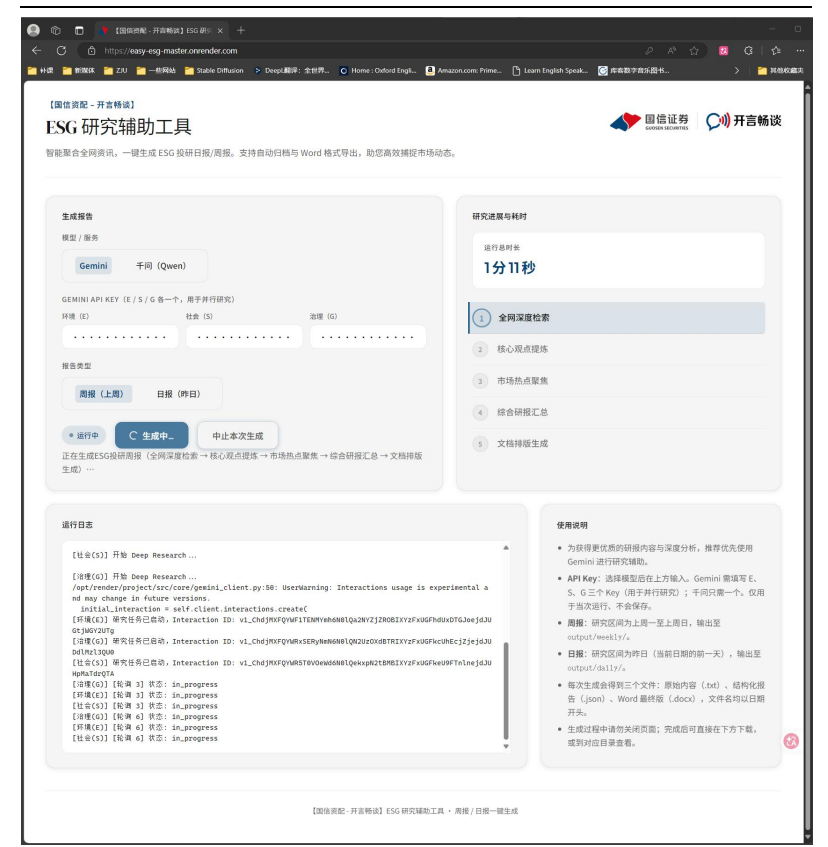 【国信资配 - 开言畅谈】ESG 研
https://easy-esg-master.onrender.com
补课 新媒体 ZJU 一些网站 Stable Diffusion DeepL翻译：全世界... Home : Oxford Engli... Amazon.com: Prime... Learn English Speak... 库客数字音乐图书... 其他收藏夹
【国信资配 – 开言畅谈】
ESG 研究辅助工具
国信证券
GUOSEN SECURITIES
开言畅谈
智能聚合全网资讯，一键生成 ESG 投研日报/周报。支持自动归档与 Word 格式导出，助您高效捕捉市场动态。
生成报告
模型 / 服务
Gemini 千问（Qwen）
GEMINI API KEY（E / S / G 各一个，用于并行研究）
环境（E） 社会（S） 治理（G）
报告类型
周报（上周） 日报（昨日）
运行中 生成中… 中止本次生成
正在生成ESG投研周报（全网深度检索 → 核心观点提炼 → 市场热点聚焦 → 综合研报汇总 → 文档排版
生成）…
研究进展与耗时
运行总时长
1分11秒
1 全网深度检索
2 核心观点提炼
3 市场热点聚焦
4 综合研报汇总
5 文档排版生成
运行日志
[社会(S)] 开始 Deep Research ...
[治理(G)] 开始 Deep Research ...
/opt/render/project/src/core/gemini_client.py:50: UserWarning: Interactions usage is experimental a
nd may change in future versions.
initial_interaction = self.client.interactions.create(
[环境(E)] 研究任务已启动, Interaction ID:
[治理(G)] 研究任务已启动, Interaction ID:
[社会(S)] 研究任务已启动, Interaction ID:
[治理(G)] [轮询 3] 状态: in_progress
[环境(E)] [轮询 3] 状态: in_progress
[社会(S)] [轮询 3] 状态: in_progress
[治理(G)] [轮询 6] 状态: in_progress
[环境(E)] [轮询 6] 状态: in_progress
[社会(S)] [轮询 6] 状态: in_progress
使用说明
为获得更优质的研报内容与深度分析，推荐优先使用
Gemini 进行研究辅助。
API Key：选择模型后在上方输入。Gemini 需填写 E、
S、G 三个 Key（用于并行研究）；千问只需一个。仅用
于当次运行、不会保存。
周报：研究区间为上周一至上周日，输出至
output/weekly/。
日报：研究区间为昨日（当前日期的前一天），输出至
output/daily/。
每次生成会得到三个文件：原始内容（.txt）、结构化报
告（.json）、Word 最终版（.docx），文件名均以日期
开头。
生成过程中请勿关闭页面；完成后可直接在下方下载，
或到对应目录查看。
【国信资配 - 开言畅谈】ESG 研究辅助工具 · 周报 / 日报一键生成